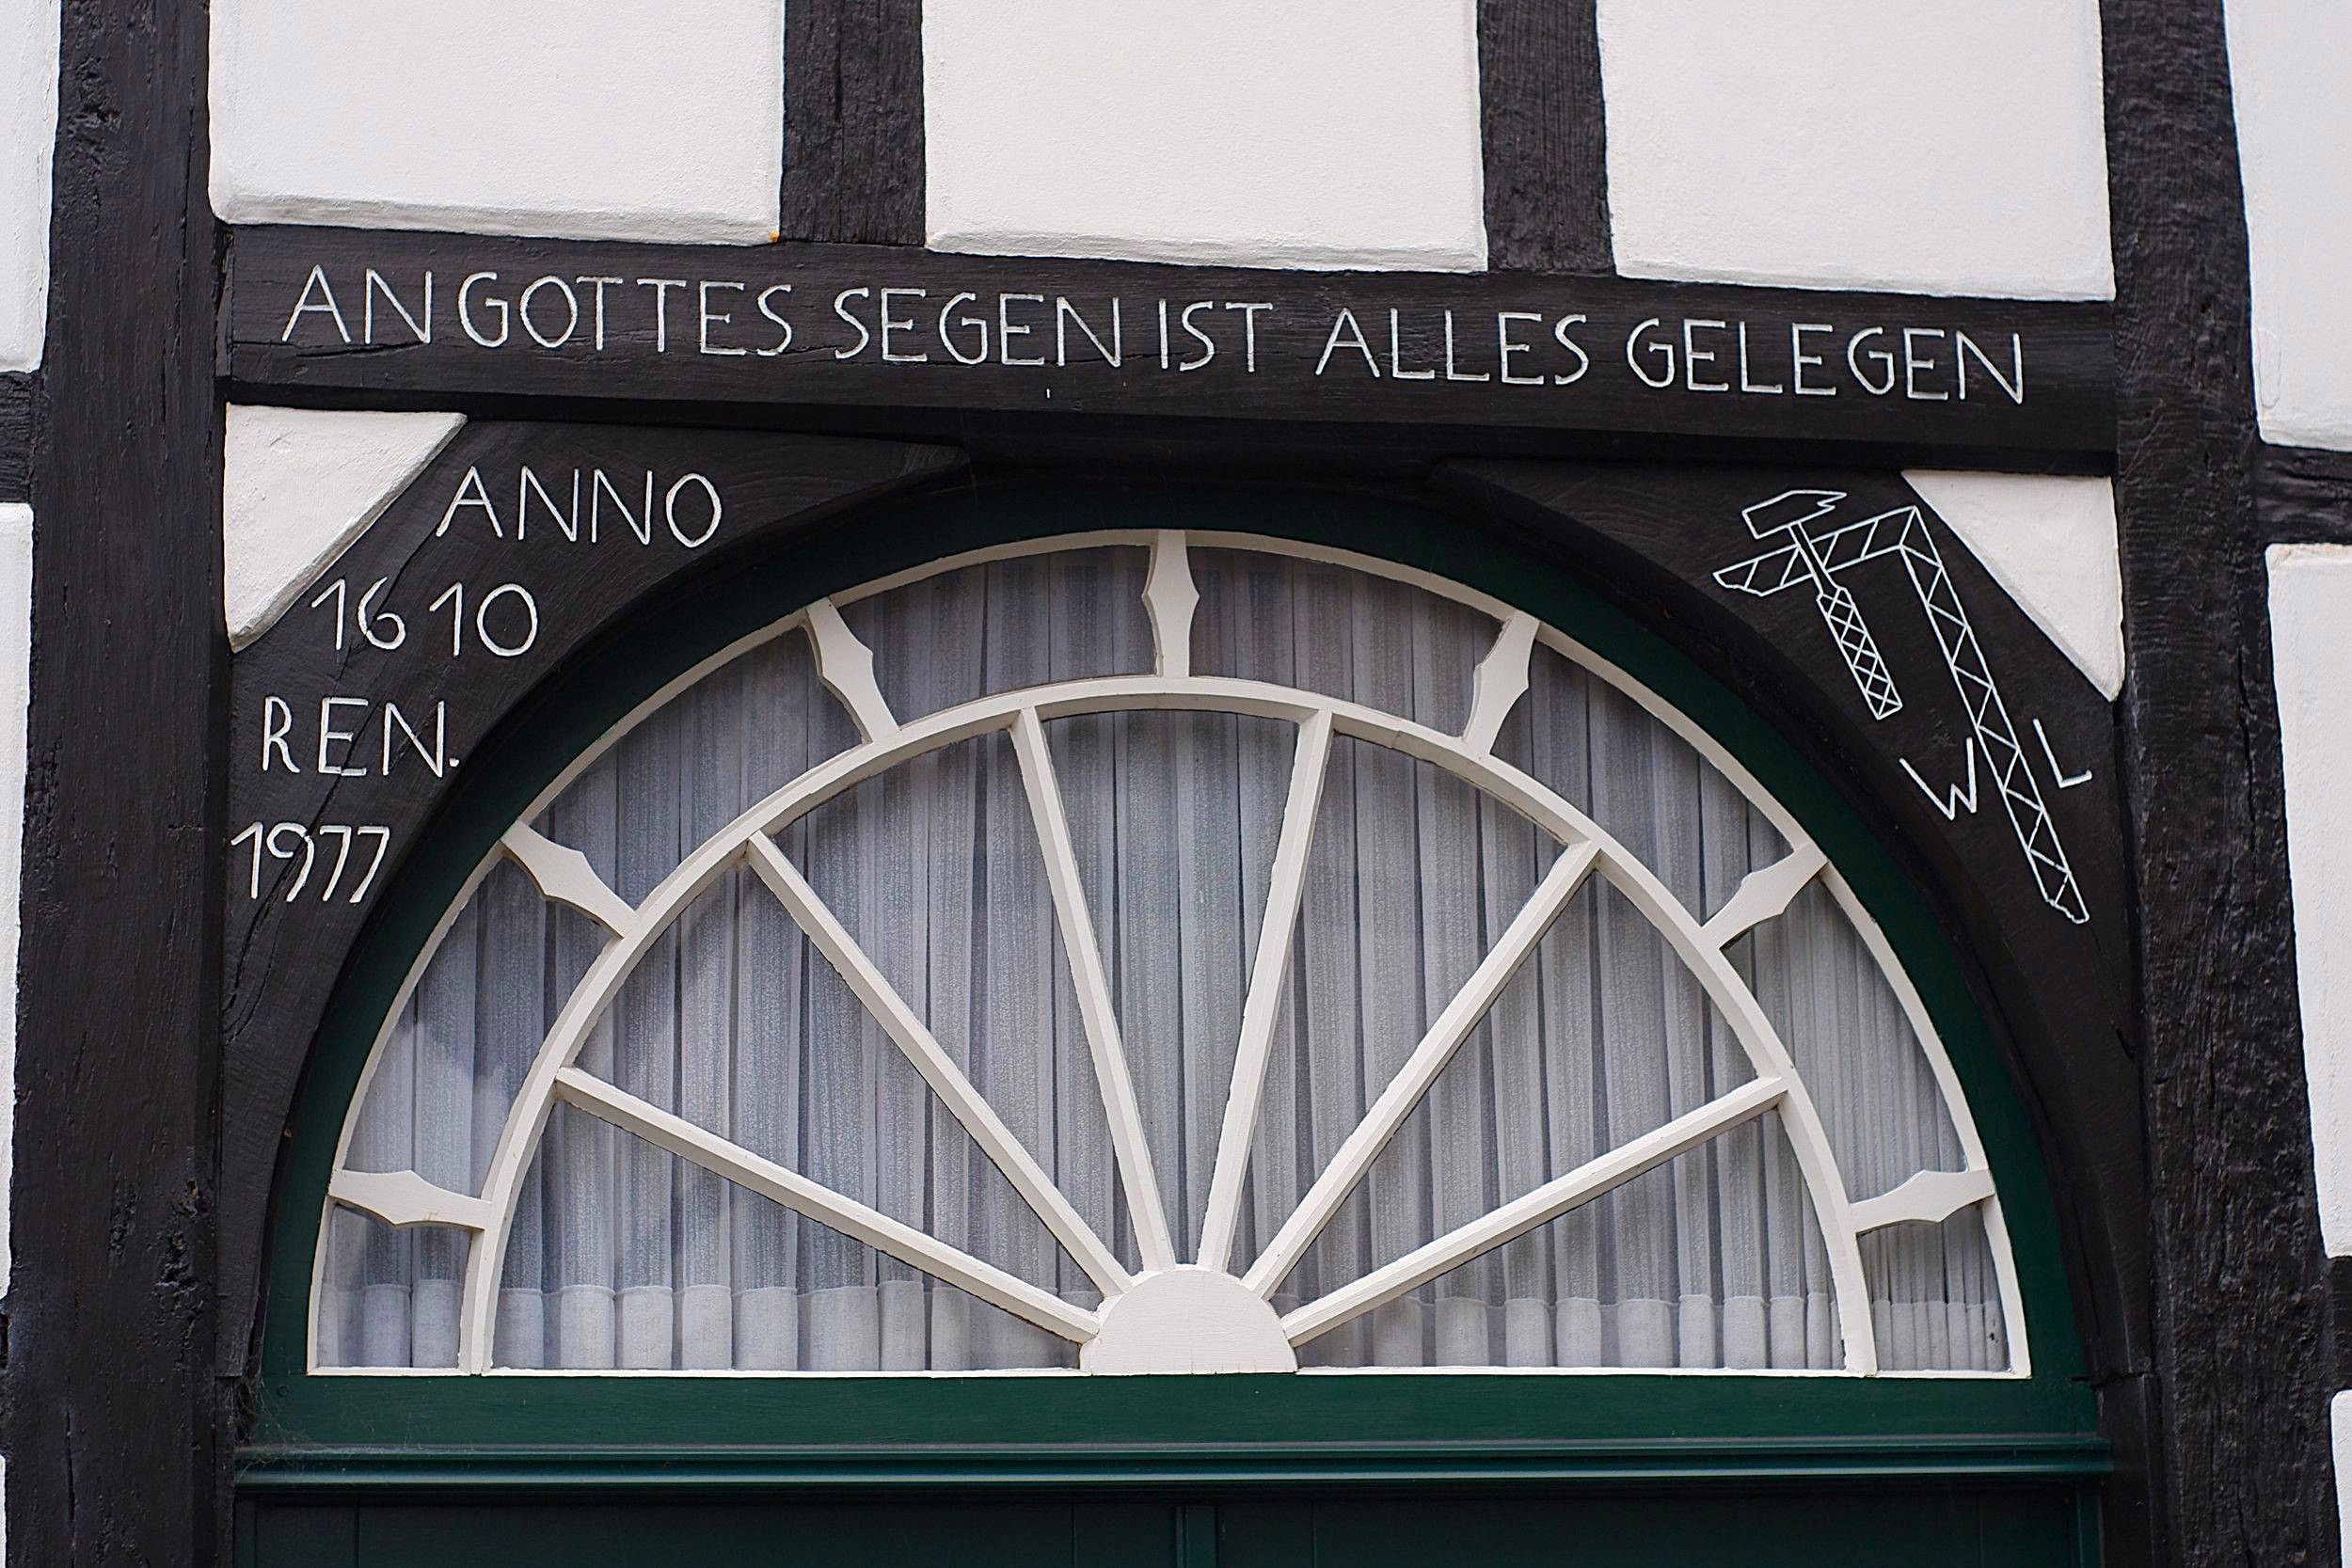 AN GOTTES SEGEN IST ALLES GELEGEN
ANNO
1610
REN.
1977
W L